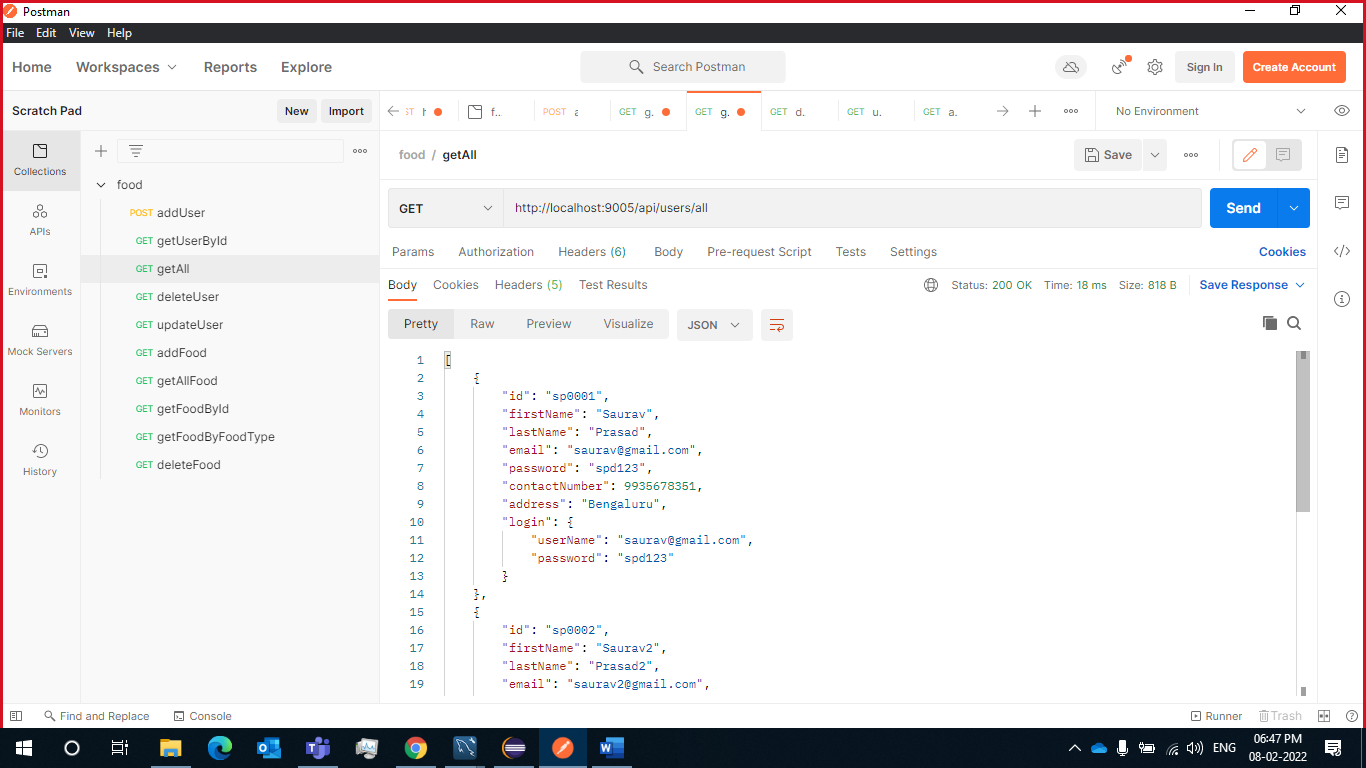 Postman
File Edit View Help
Home Workspaces Reports Explore
Search Postman
Sign In
Create Account
Scratch Pad
New
Import
f..
POST
GET g.
GET g.
GET d.
GET u.
GET a.
No Environment
Collections
APIs
Environments
Mock Servers
Monitors
History
food
POST addUser
GET getUserById
GET getAll
GET deleteUser
GET updateUser
GET addFood
GET getAllFood
GET getFoodById
GET getFoodByFoodType
GET deleteFood
food / getAll
Save
GET
http://localhost:9005/api/users/all
Send
Params Authorization Headers (6) Body Pre-request Script Tests Settings Cookies
Body Cookies Headers (5) Test Results Status: 200 OK Time: 18 ms Size: 818 B Save Response
Pretty Raw Preview Visualize JSON
1 [
2 {
3 "id": "sp0001",
4 "firstName": "Saurav",
5 "lastName": "Prasad",
6 "email": "saurav@gmail.com",
7 "password": "spd123",
8 "contactNumber": 9935678351,
9 "address": "Bengaluru",
10 "login": {
11 "userName": "saurav@gmail.com",
12 "password": "spd123"
13 }
14 },
15 {
16 "id": "sp0002",
17 "firstName": "Saurav2",
18 "lastName": "Prasad2",
19 "email": "saurav2@gmail.com",
Find and Replace Console Runner Trash
ENG
06:47 PM
08-02-2022